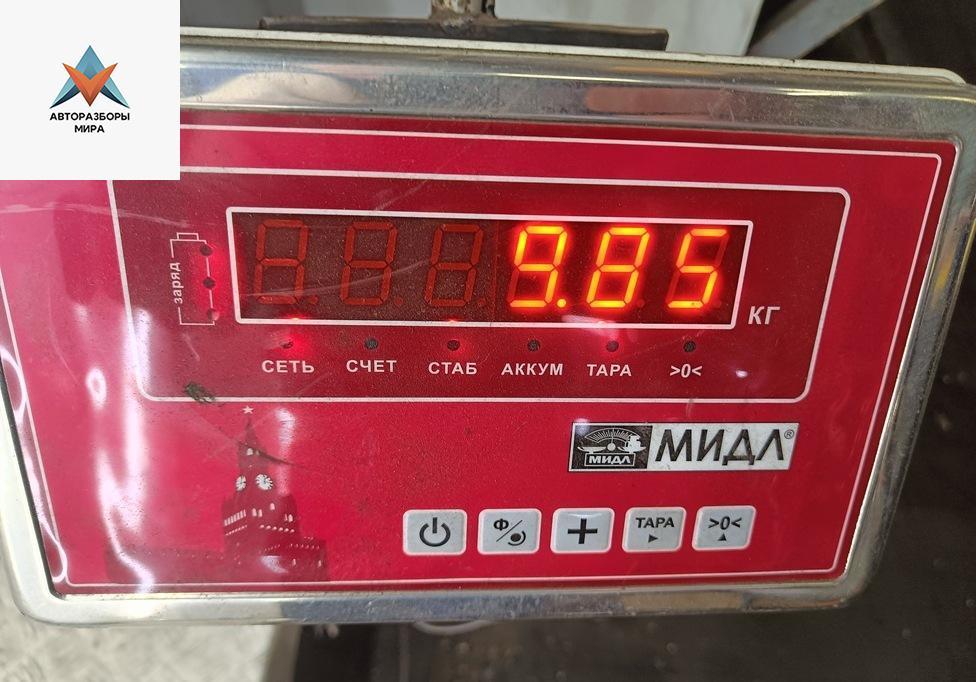 АВТОРАЗБОРЫ
МИРА
заряд
9.85
КГ
СЕТЬ СЧЕТ СТАБ АККУМ ТАРА >0<
МИДЛ МИДЛ®
Ф/ + ТАРА >0<